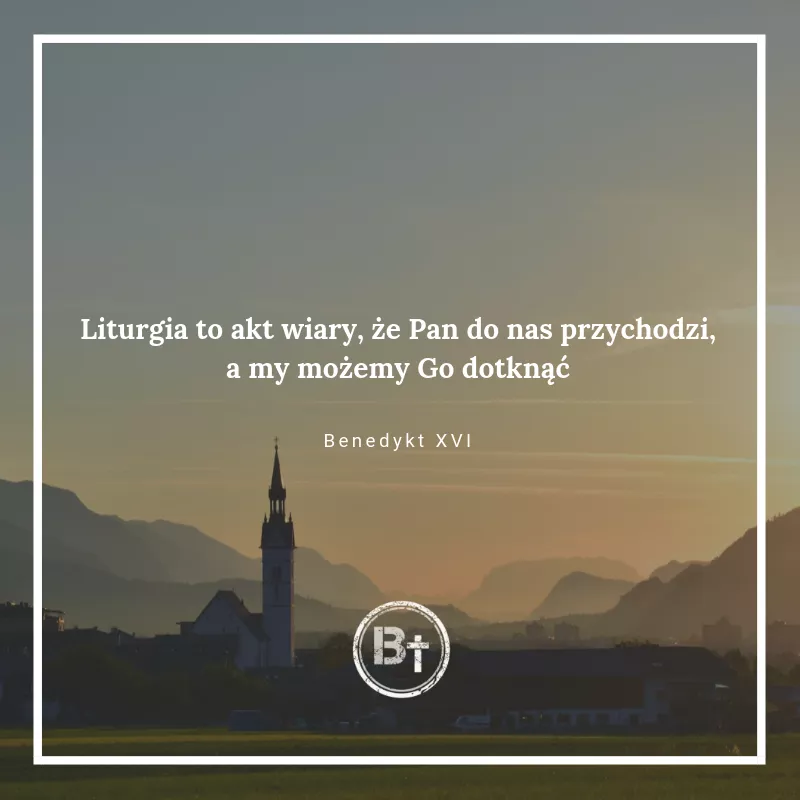 Liturgia to akt wiary, że Pan do nas przychodzi,
a my możemy Go dotknąć
Benedykt XVI
B†